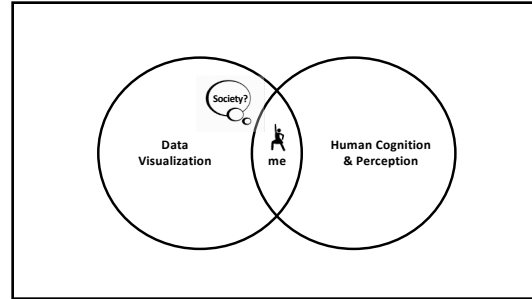 Society?
Data
Visualization
me
Human Cognition
& Perception